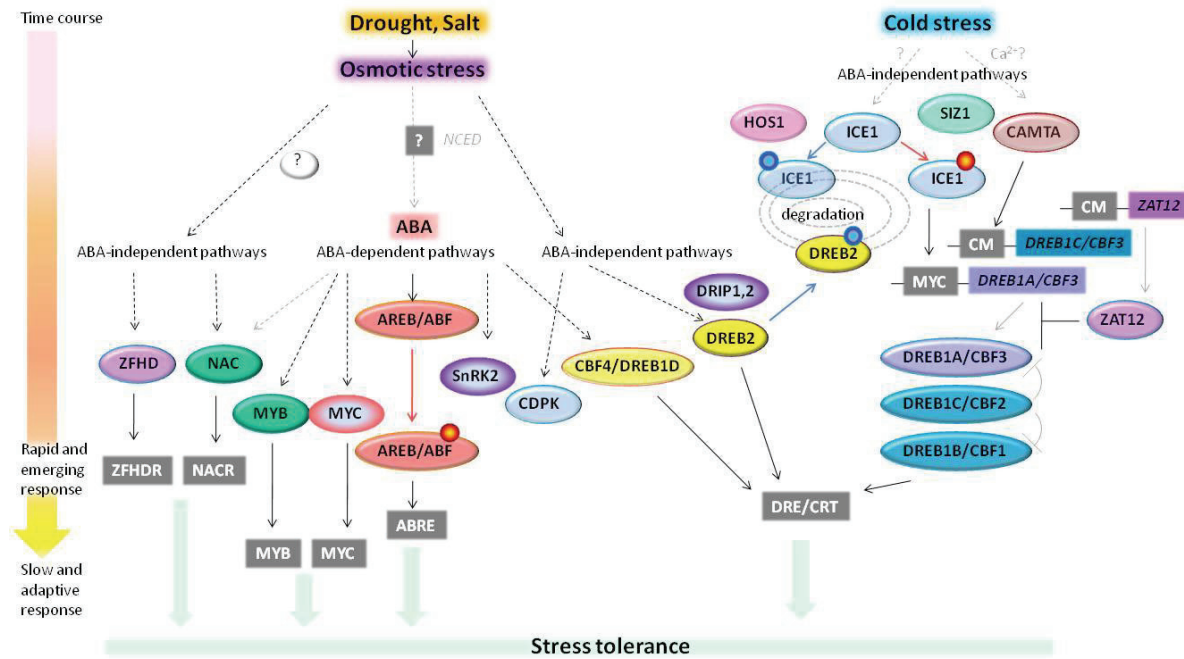 Time course
Drought, Salt
Cold stress
Osmotic stress
?
Ca²⁺?
ABA-independent pathways
HOS1
ICE1
SIZ1
CAMTA
?
NCED
?
ICE1
ICE1
degradation
CM
ZAT12
ABA
CM
DREB1C/CBF3
ABA-independent pathways
ABA-dependent pathways
ABA-independent pathways
DREB2
MYC
DREB1A/CBF3
DRIP1,2
AREB/ABF
DREB2
ZAT12
ZFHD
NAC
CBF4/DREB1D
DREB1A/CBF3
SnRK2
CDPK
MYB
MYC
DREB1C/CBF2
AREB/ABF
DREB1B/CBF1
Rapid and
emerging
response
ZFHDR
NACR
DRE/CRT
ABRE
MYB
MYC
Slow and
adaptive
response
Stress tolerance